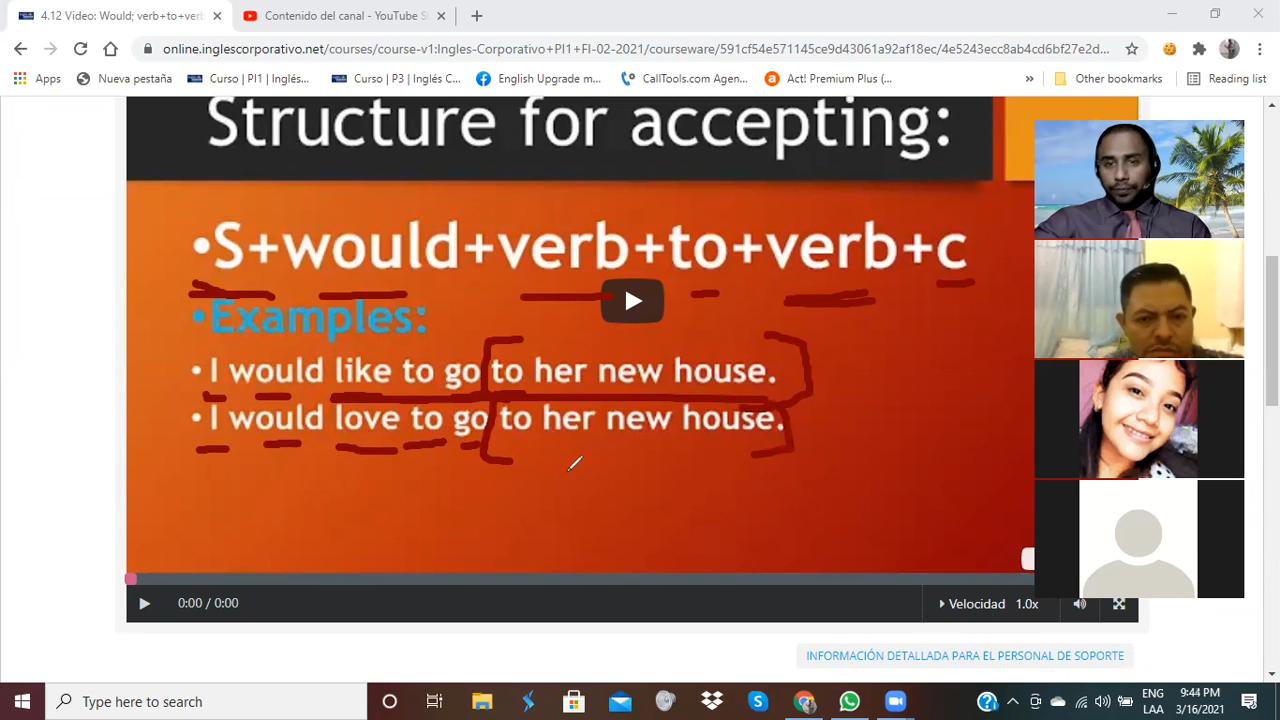 4.12 Video: Would; verb+to+verb
Contenido del canal - YouTube S
online.inglescorporativo.net/courses/course-v1:Ingles-Corporativo+PI1+FI-02-2021/courseware/591cf54e571145ce9d43061a92af18ec/4e5243ecc8ab4cd6bf27e2d...
Apps
Nueva pestaña
Curso | PI1 | Inglés...
Curso | P3 | Inglés C...
English Upgrade m...
CallTools.com Agen...
Act! Premium Plus (...
»
Other bookmarks
Reading list
Structure for accepting:
•S+would+verb+to+verb+c
•Examples:
• I would like to go to her new house.
• I would love to go to her new house.
0:00 / 0:00
Velocidad 1.0x
INFORMACIÓN DETALLADA PARA EL PERSONAL DE SOPORTE
Type here to search
ENG
LAA
9:44 PM
3/16/2021